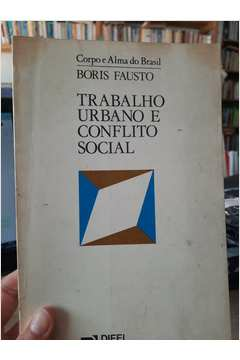 Corpo e Alma do Brasil
BORIS FAUSTO
TRABALHO
URBANO E
CONFLITO
SOCIAL
DIFEL